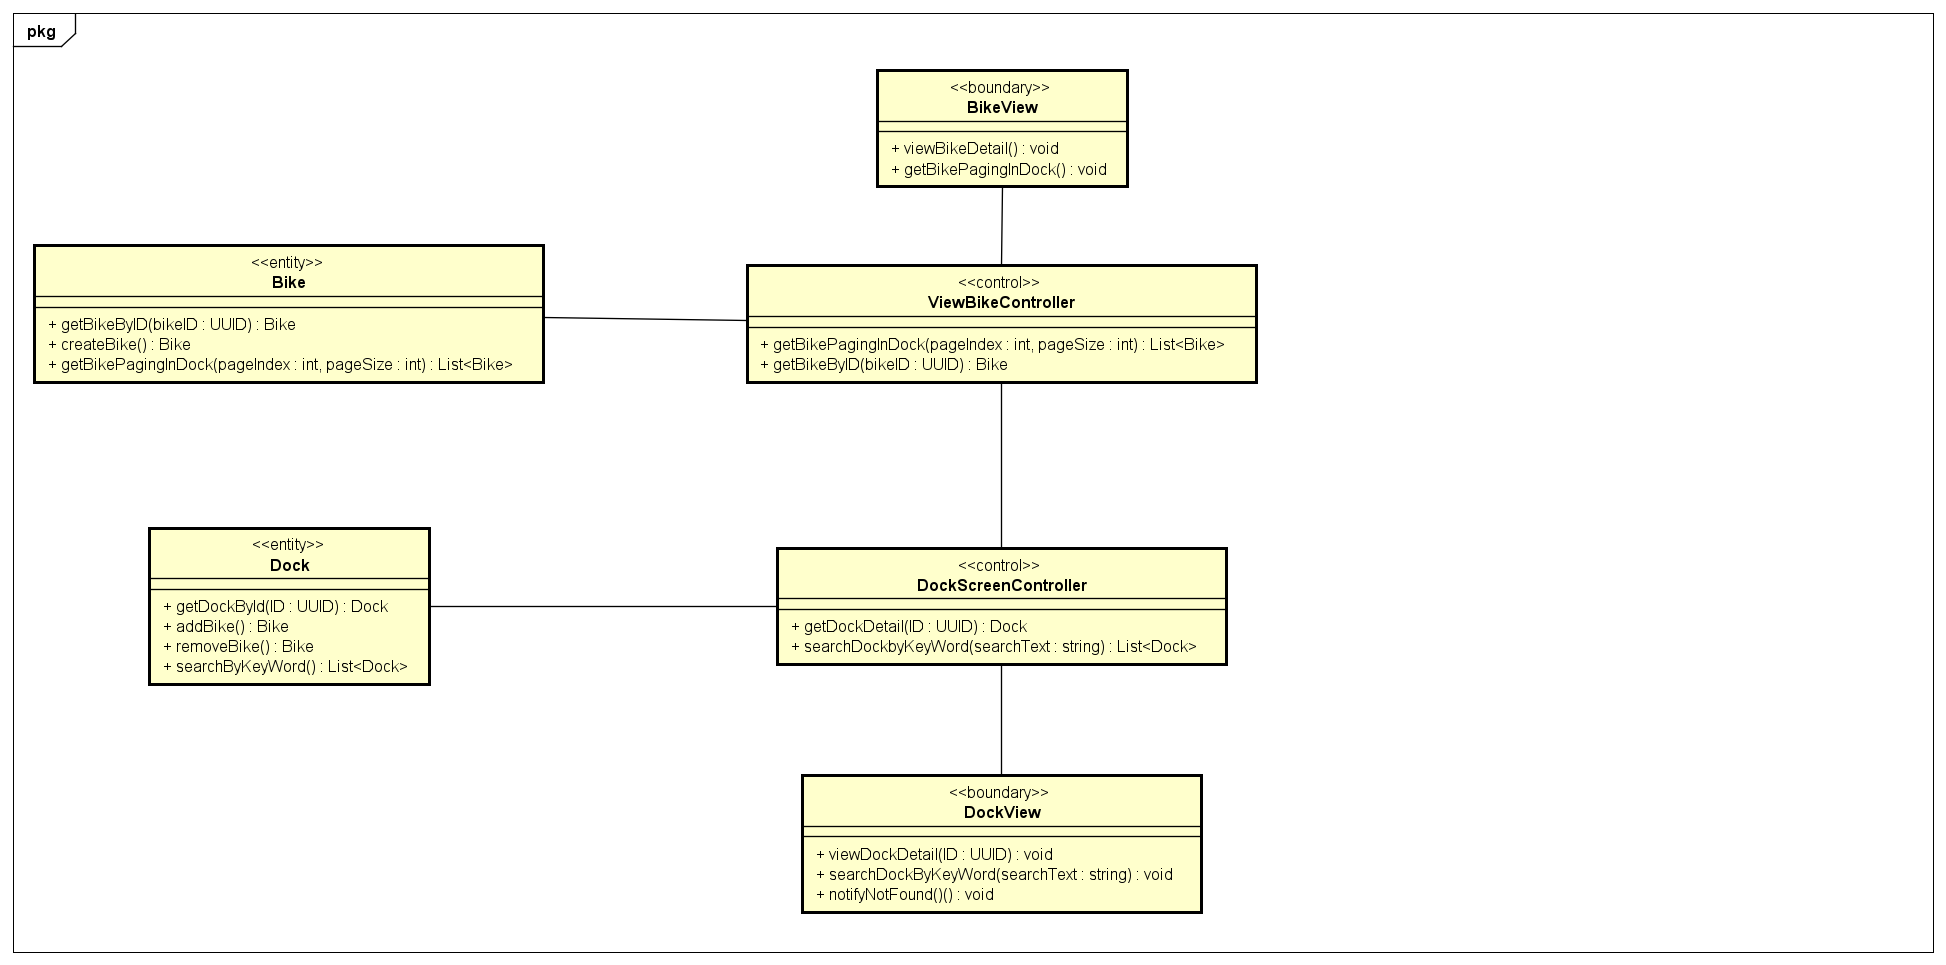 pkg
<<boundary>>
BikeView
+ viewBikeDetail() : void
+ getBikePagingInDock() : void
<<entity>>
Bike
+ getBikeByID(bikeID : UUID) : Bike
+ createBike() : Bike
+ getBikePagingInDock(pageIndex : int, pageSize : int) : List<Bike>
<<control>>
ViewBikeController
+ getBikePagingInDock(pageIndex : int, pageSize : int) : List<Bike>
+ getBikeByID(bikeID : UUID) : Bike
<<entity>>
Dock
+ getDockById(ID : UUID) : Dock
+ addBike() : Bike
+ removeBike() : Bike
+ searchByKeyWord() : List<Dock>
<<control>>
DockScreenController
+ getDockDetail(ID : UUID) : Dock
+ searchDockbyKeyWord(searchText : string) : List<Dock>
<<boundary>>
DockView
+ viewDockDetail(ID : UUID) : void
+ searchDockByKeyWord(searchText : string) : void
+ notifyNotFound()() : void